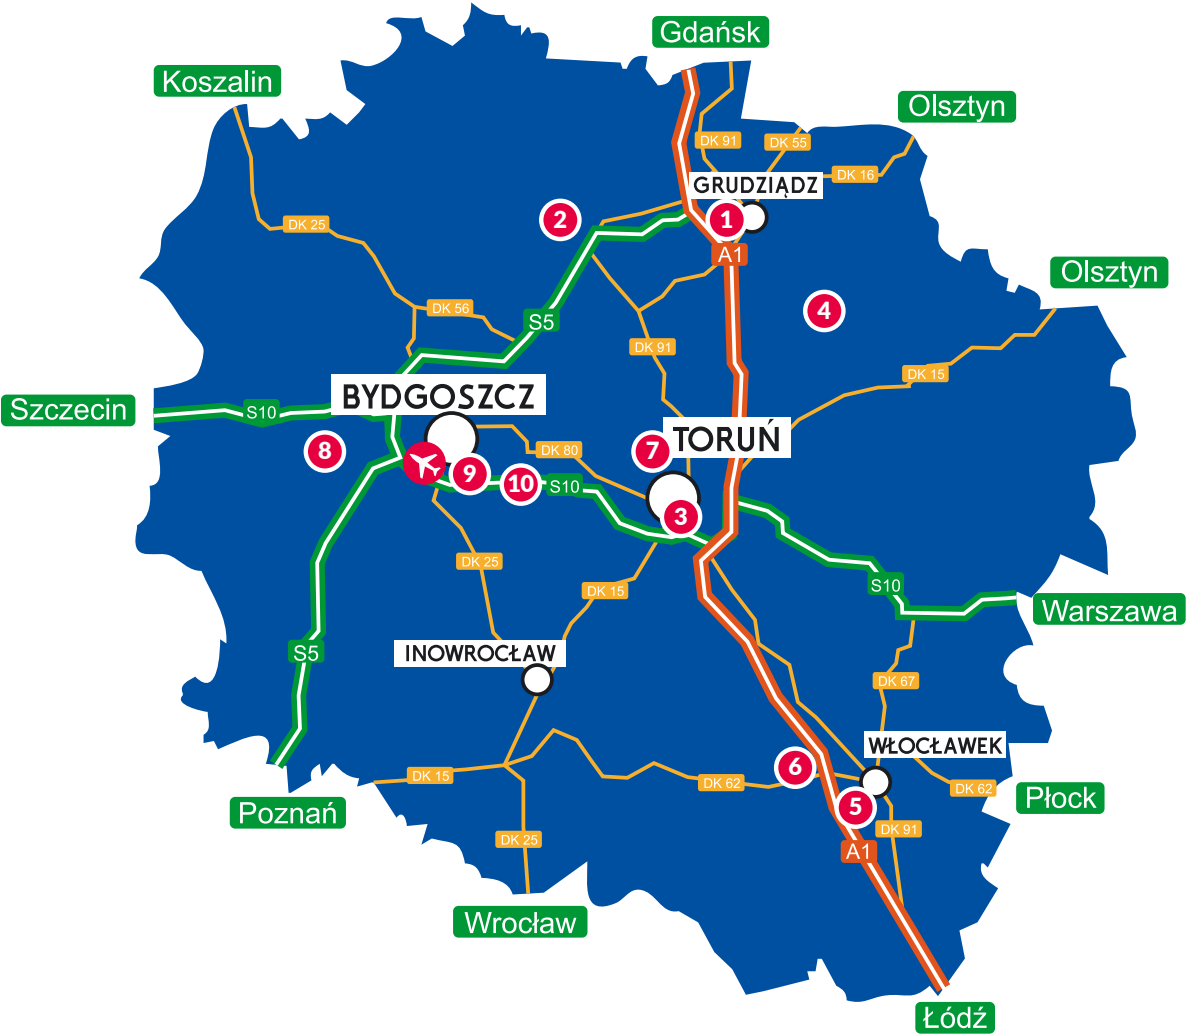 Gdańsk
Koszalin
Olsztyn
DK 91
DK 55
DK 16
GRUDZIĄDZ
1
2
DK 25
A1
Olsztyn
DK 56
4
S5
DK 91
DK 15
BYDGOSZCZ
Szczecin
S10
TORUŃ
8
DK 80
7
9
10
S10
3
DK 25
DK 15
S10
Warszawa
S5
INOWROCŁAW
DK 67
WŁOCŁAWEK
6
DK 15
DK 62
DK 62
Płock
5
Poznań
DK 91
DK 25
A1
Wrocław
Łódź